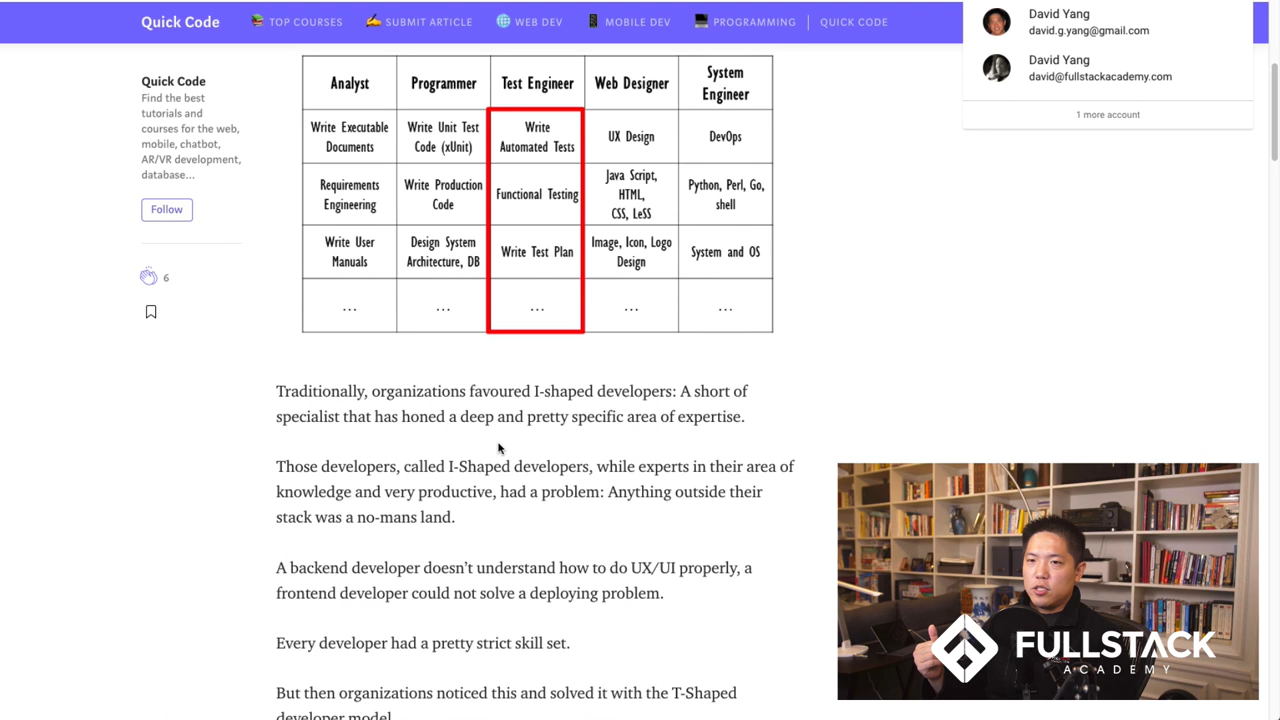 Quick Code
TOP COURSES
SUBMIT ARTICLE
WEB DEV
MOBILE DEV
PROGRAMMING
QUICK CODE
David Yang
david.g.yang@gmail.com
David Yang
david@fullstackacademy.com
1 more account
Quick Code
Find the best
tutorials and
courses for the web,
mobile, chatbot,
AR/VR development,
database...
Follow
6
Analyst
Programmer
Test Engineer
Web Designer
System
Engineer
Write Executable
Documents
Write Unit Test
Code (xUnit)
Write
Automated Tests
UX Design
DevOps
Requirements
Engineering
Write Production
Code
Functional Testing
Java Script,
HTML,
CSS, LeSS
Python, Perl, Go,
shell
Write User
Manuals
Design System
Architecture, DB
Write Test Plan
Image, Icon, Logo
Design
System and OS
...
...
...
...
...
Traditionally, organizations favoured I-shaped developers: A short of
specialist that has honed a deep and pretty specific area of expertise.
Those developers, called I-Shaped developers, while experts in their area of
knowledge and very productive, had a problem: Anything outside their
stack was a no-mans land.
A backend developer doesn’t understand how to do UX/UI properly, a
frontend developer could not solve a deploying problem.
Every developer had a pretty strict skill set.
But then organizations noticed this and solved it with the T-Shaped
developer model
FULLSTACK
ACADEMY